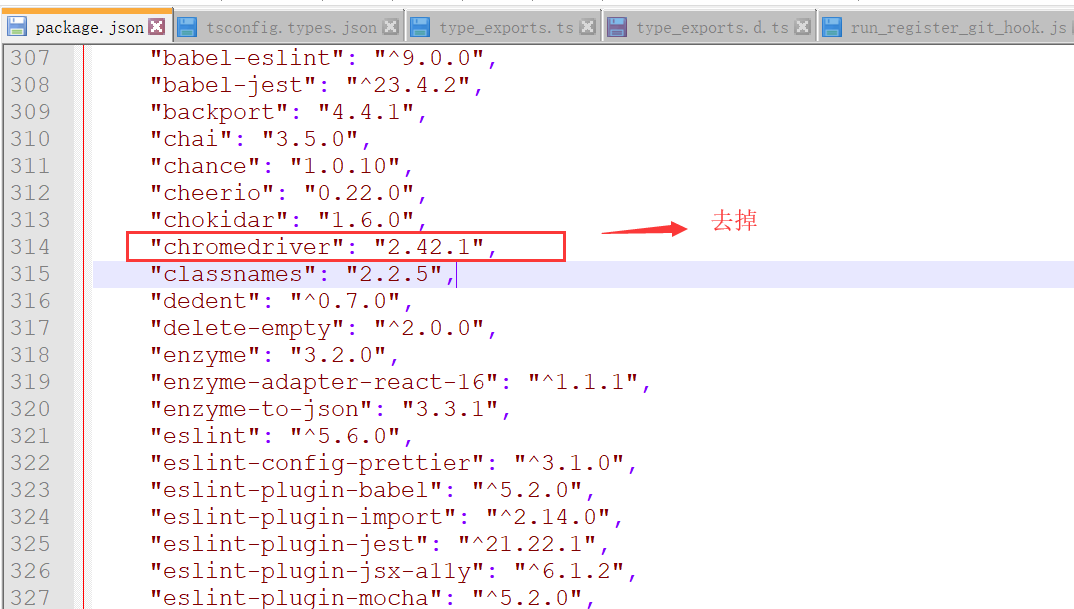 package.json tsconfig.types.json type_exports.ts type_exports.d.ts run_register_git_hook.js
307 "babel-eslint": "^9.0.0",
308 "babel-jest": "^23.4.2",
309 "backport": "4.4.1",
310 "chai": "3.5.0",
311 "chance": "1.0.10",
312 "cheerio": "0.22.0",
313 "chokidar": "1.6.0",
314 "chromedriver": "2.42.1", 去掉
315 "classnames": "2.2.5",
316 "dedent": "^0.7.0",
317 "delete-empty": "^2.0.0",
318 "enzyme": "3.2.0",
319 "enzyme-adapter-react-16": "^1.1.1",
320 "enzyme-to-json": "3.3.1",
321 "eslint": "^5.6.0",
322 "eslint-config-prettier": "^3.1.0",
323 "eslint-plugin-babel": "^5.2.0",
324 "eslint-plugin-import": "^2.14.0",
325 "eslint-plugin-jest": "^21.22.1",
326 "eslint-plugin-jsx-a11y": "^6.1.2",
327 "eslint-plugin-mocha": "^5.2.0",